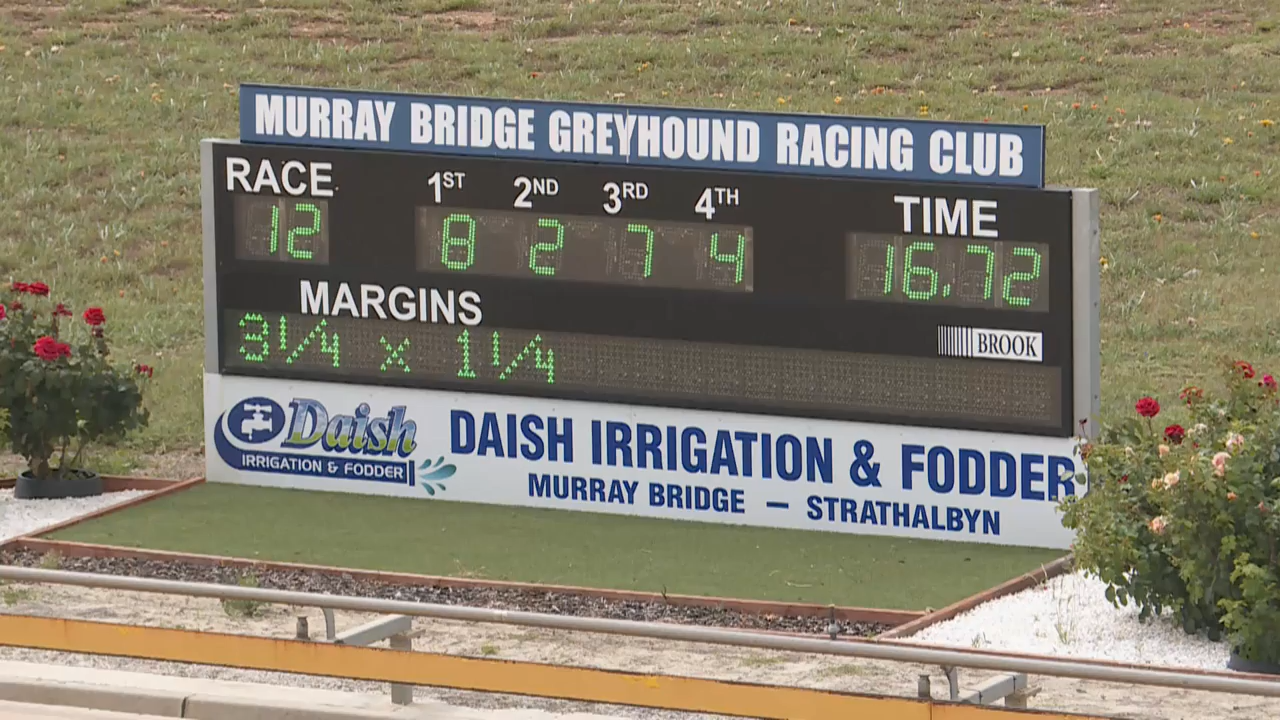 MURRAY BRIDGE GREYHOUND RACING CLUB
RACE 1ST 2ND 3RD 4TH TIME
12 8 2 7 4 16.72
MARGINS
3 1/4 x 1 1/4
BROOK
Daish
IRRIGATION & FODDER
DAISH IRRIGATION & FODDER
MURRAY BRIDGE — STRATHALBYN